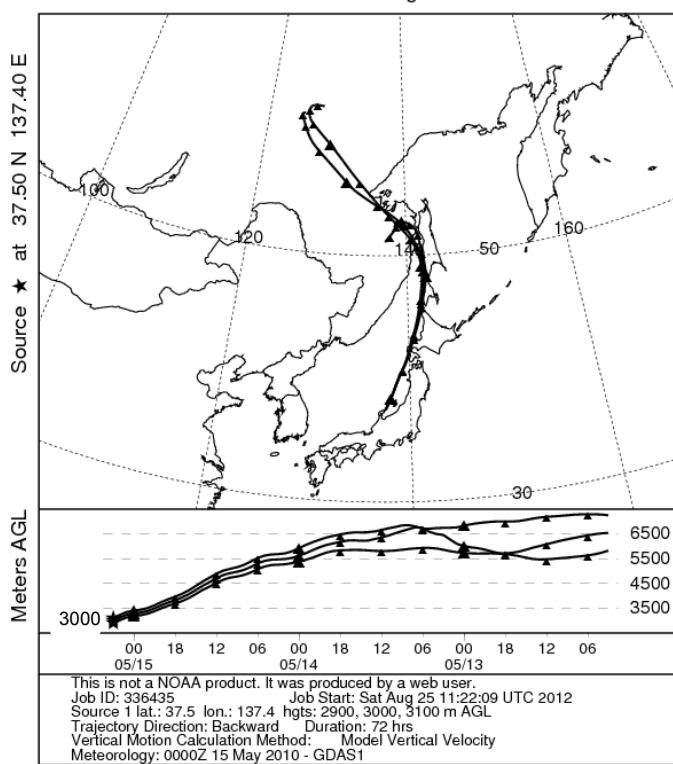 Source ★ at 37.50 N 137.40 E
100
120
160
50
30
Meters AGL
6500
5500
4500
3500
3000
00 18 12 06 00 18 12 06 00 18 12 06
05/15 05/14 05/13
This is not a NOAA product. It was produced by a web user.
Job ID: 336435 Job Start: Sat Aug 25 11:22:09 UTC 2012
Source 1 lat.: 37.5 lon.: 137.4 hgts: 2900, 3000, 3100 m AGL
Trajectory Direction: Backward Duration: 72 hrs
Vertical Motion Calculation Method: Model Vertical Velocity
Meteorology: 0000Z 15 May 2010 - GDAS1